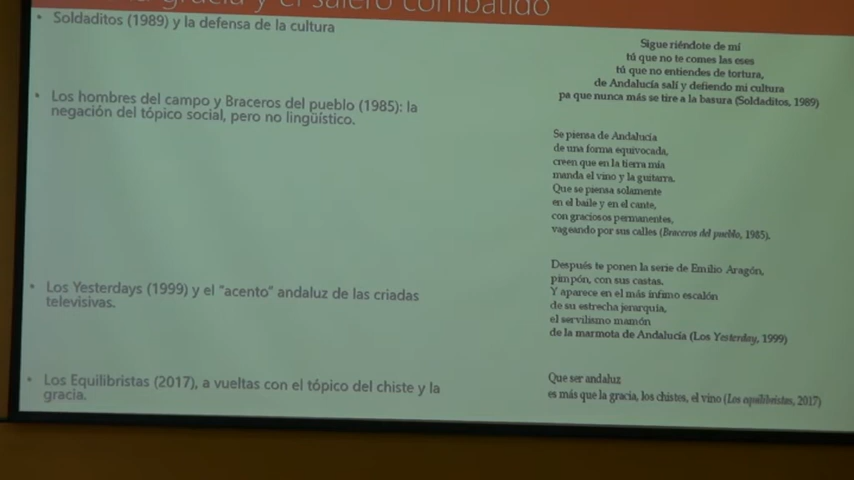 gracia y el salero combatido
• Soldaditos (1989) y la defensa de la cultura
Sigue riéndote de mí
tú que no te comes las eses
tú que no entiendes de tortura,
de Andalucía salí y defiendo mi cultura
pa que nunca más se tire a la basura (Soldaditos, 1989)
• Los hombres del campo y Braceros del pueblo (1985): la
negación del tópico social, pero no lingüístico.
Se piensa de Andalucía
de una forma equivocada,
creen que en la tierra mía
manda el vino y la guitarra.
Que se piensa solamente
en el baile y en el cante,
con graciosos permanentes,
vageando por sus calles (Braceros del pueblo, 1985).
• Los Yesterdays (1999) y el "acento" andaluz de las criadas
televisivas.
Después te ponen la serie de Emilio Aragón,
pimpón, con sus castas.
Y aparece en el más ínfimo escalón
de su estrecha jerarquía,
el servilismo mamón
de la marmota de Andalucía (Los Yesterday, 1999)
• Los Equilibristas (2017), a vueltas con el tópico del chiste y la
gracia.
Que ser andaluz
es más que la gracia, los chistes, el vino (Los equilibristas, 2017)